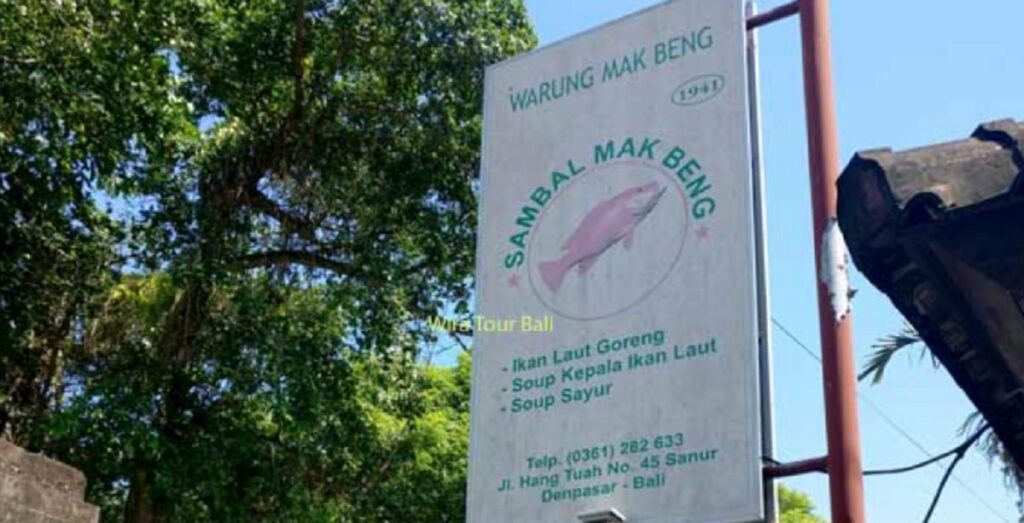 WARUNG MAK BENG
1941
SAMBAL MAK BENG
Wira Tour Bali
- Ikan Laut Goreng
- Soup Kepala Ikan Laut
- Soup Sayur
Telp. (0361) 282 633
Jl. Hang Tuah No. 45 Sanur
Denpasar - Bali